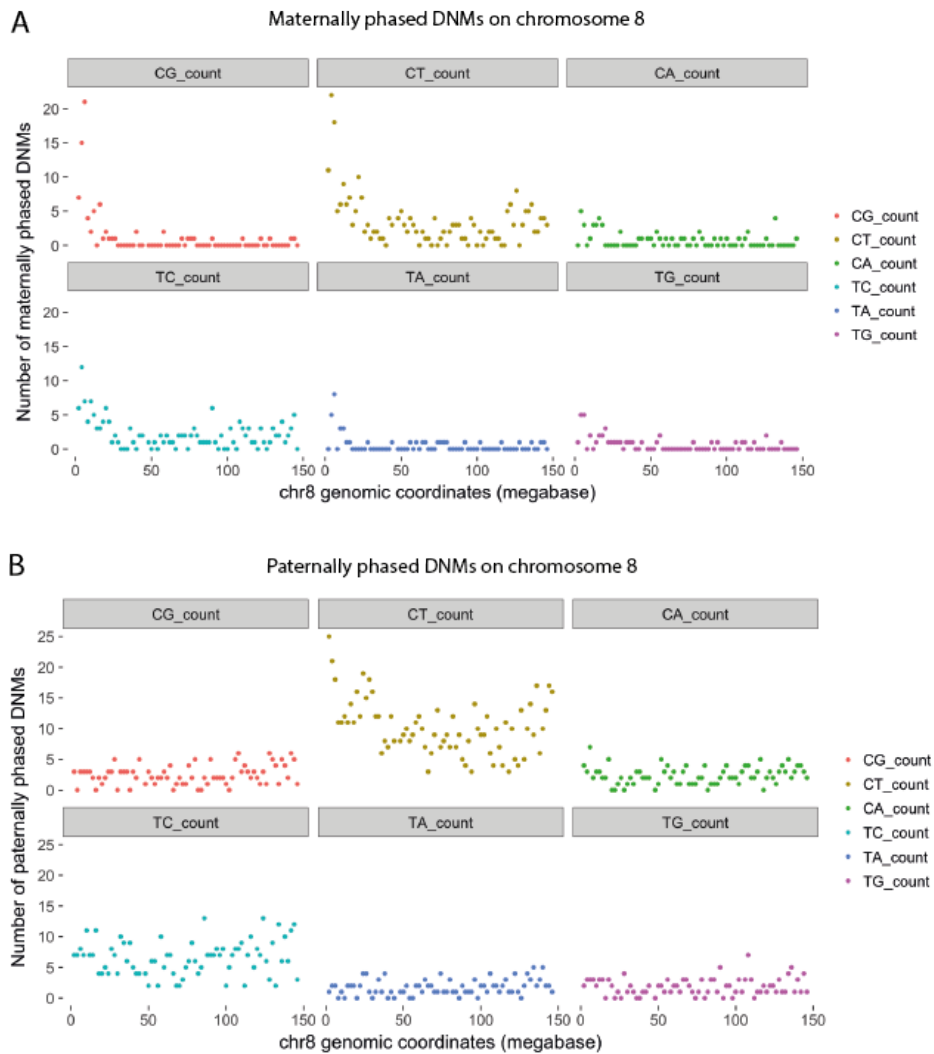 A
Maternally phased DNMs on chromosome 8
CG_count
CT_count
CA_count
20
15
10
5
0
TC_count
TA_count
TG_count
20
15
10
5
0
0 50 100 150
0 50 100 150
0 50 100 150
Number of maternally phased DNMs
chr8 genomic coordinates (megabase)
CG_count
CT_count
CA_count
TC_count
TA_count
TG_count
B
Paternally phased DNMs on chromosome 8
CG_count
CT_count
CA_count
25
20
15
10
5
0
TC_count
TA_count
TG_count
25
20
15
10
5
0
0 50 100 150
0 50 100 150
0 50 100 150
Number of paternally phased DNMs
chr8 genomic coordinates (megabase)
CG_count
CT_count
CA_count
TC_count
TA_count
TG_count